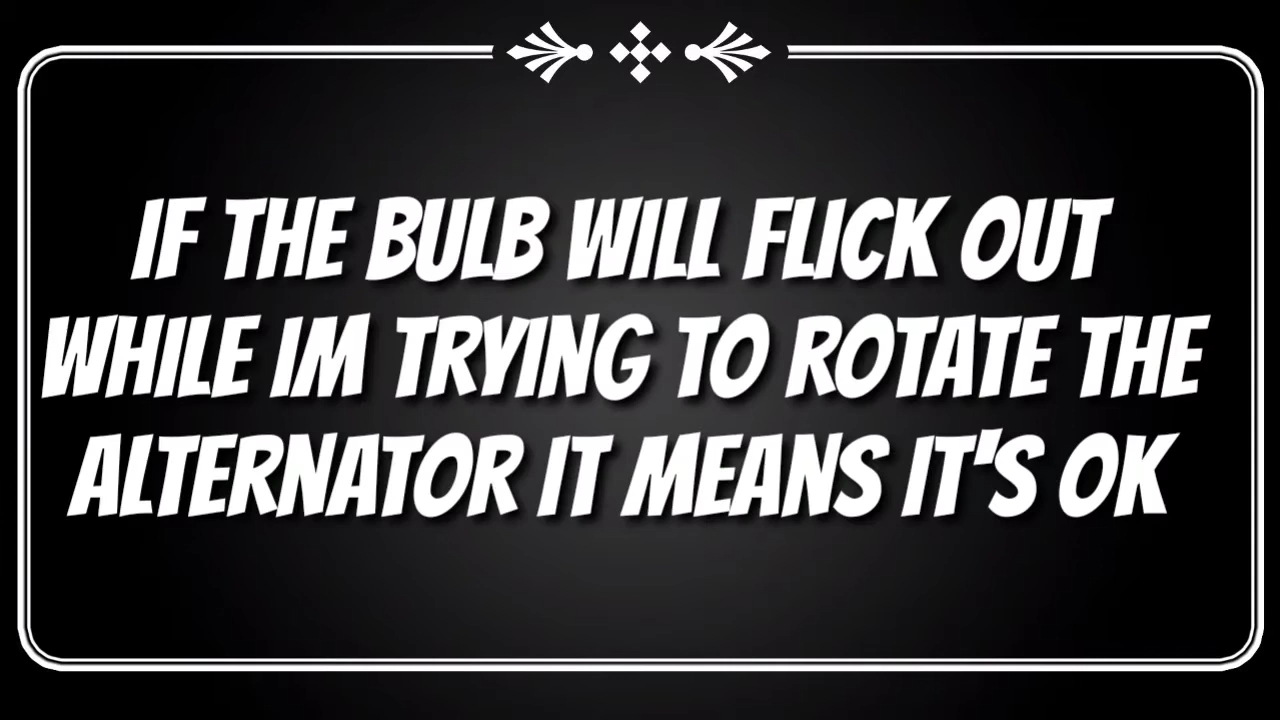 IF THE BULB WILL FLICK OUT
WHILE IM TRYING TO ROTATE THE
ALTERNATOR IT MEANS IT'S OK